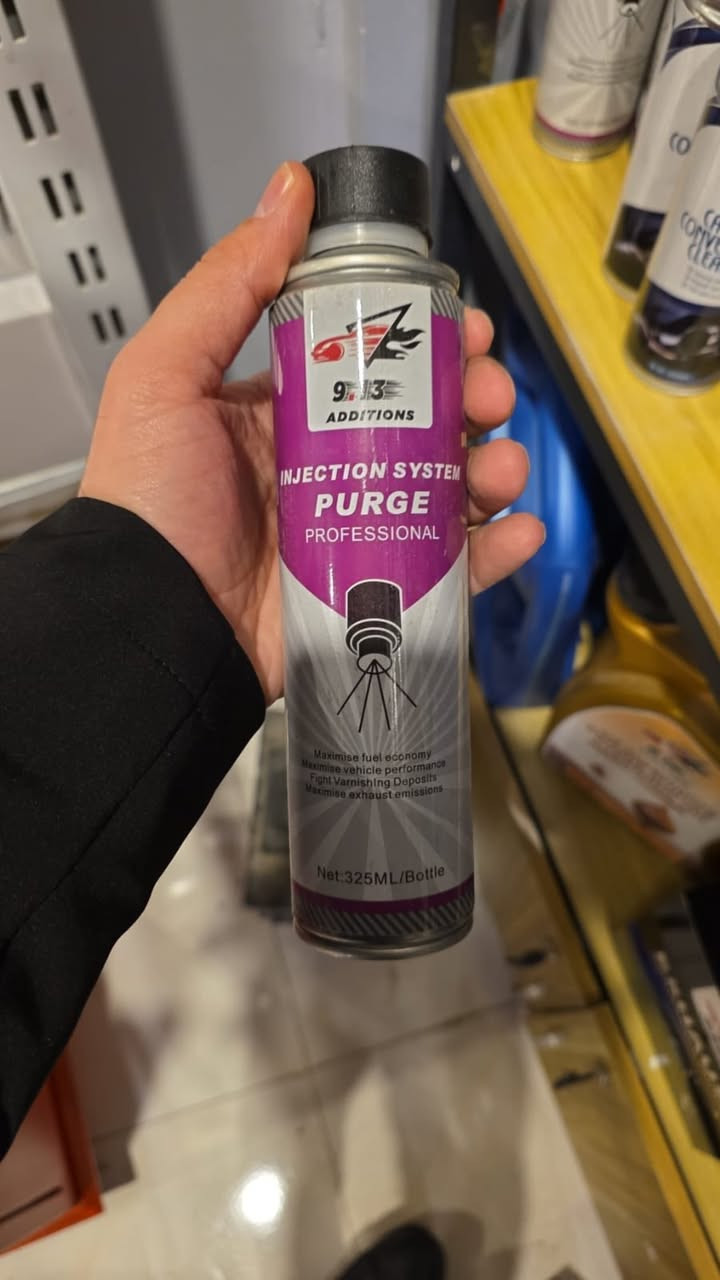 9.13
ADDITIONS
INJECTION SYSTEM
PURGE
PROFESSIONAL
Maximise fuel economy
Maximise vehicle performance
Fight Varnishing Deposits
Maximise exhaust emissions
Net:325ML/Bottle